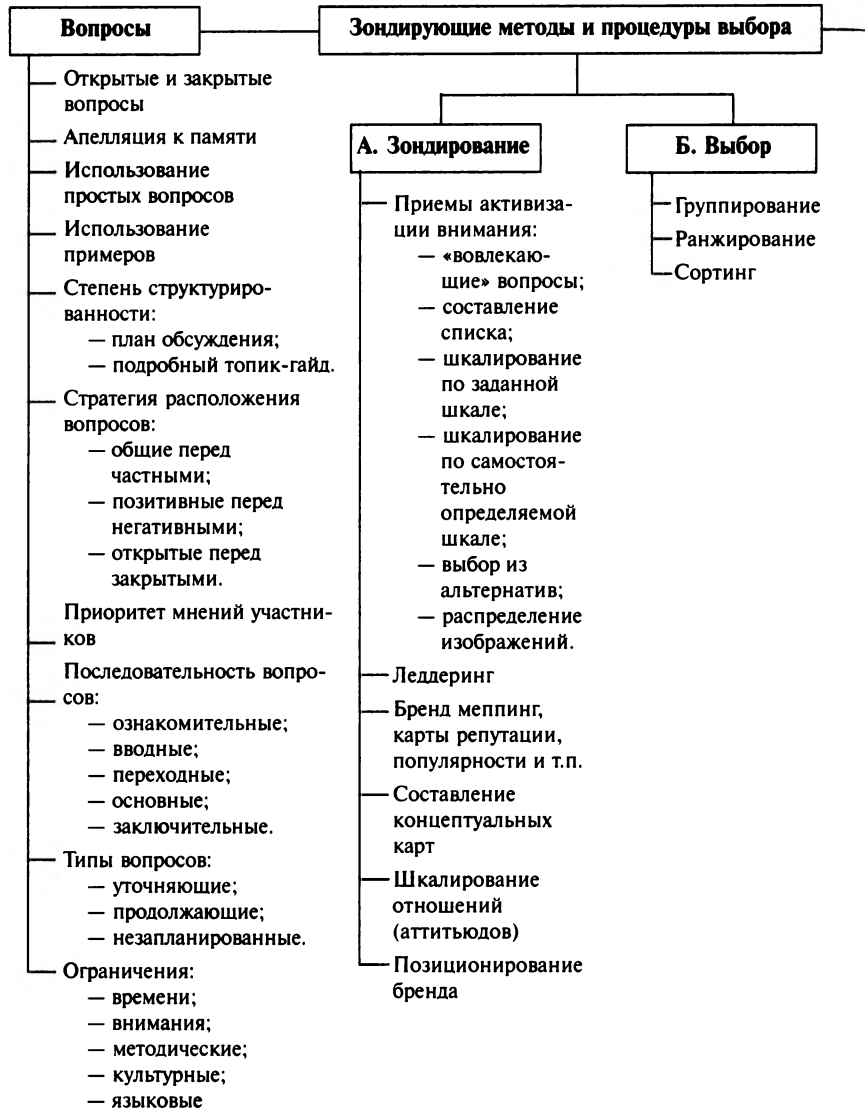 Вопросы
Зондирующие методы и процедуры выбора
Открытые и закрытые
вопросы
Апелляция к памяти
Использование
простых вопросов
Использование
примеров
Степень структуриро-
ванности:
— план обсуждения;
— подробный топик-гайд.
Стратегия расположения
вопросов:
— общие перед
частными;
— позитивные перед
негативными;
— открытые перед
закрытыми.
Приоритет мнений участни-
ков
Последовательность вопро-
сов:
— ознакомительные;
— вводные;
— переходные;
— основные;
— заключительные.
Типы вопросов:
— уточняющие;
— продолжающие;
— незапланированные.
Ограничения:
— времени;
— внимания;
— методические;
— культурные;
— языковые
А. Зондирование
Приемы активиза-
ции внимания:
— «вовлекаю-
щие» вопросы;
— составление
списка;
— шкалирование
по заданной
шкале;
— шкалирование
по самостоя-
тельно
определяемой
шкале;
— выбор из
альтернатив;
— распределение
изображений.
Леддеринг
Бренд меппинг,
карты репутации,
популярности и т.п.
Составление
концептуальных
карт
Шкалирование
отношений
(аттитьюдов)
Позиционирование
бренда
Б. Выбор
Группирование
Ранжирование
Сортинг